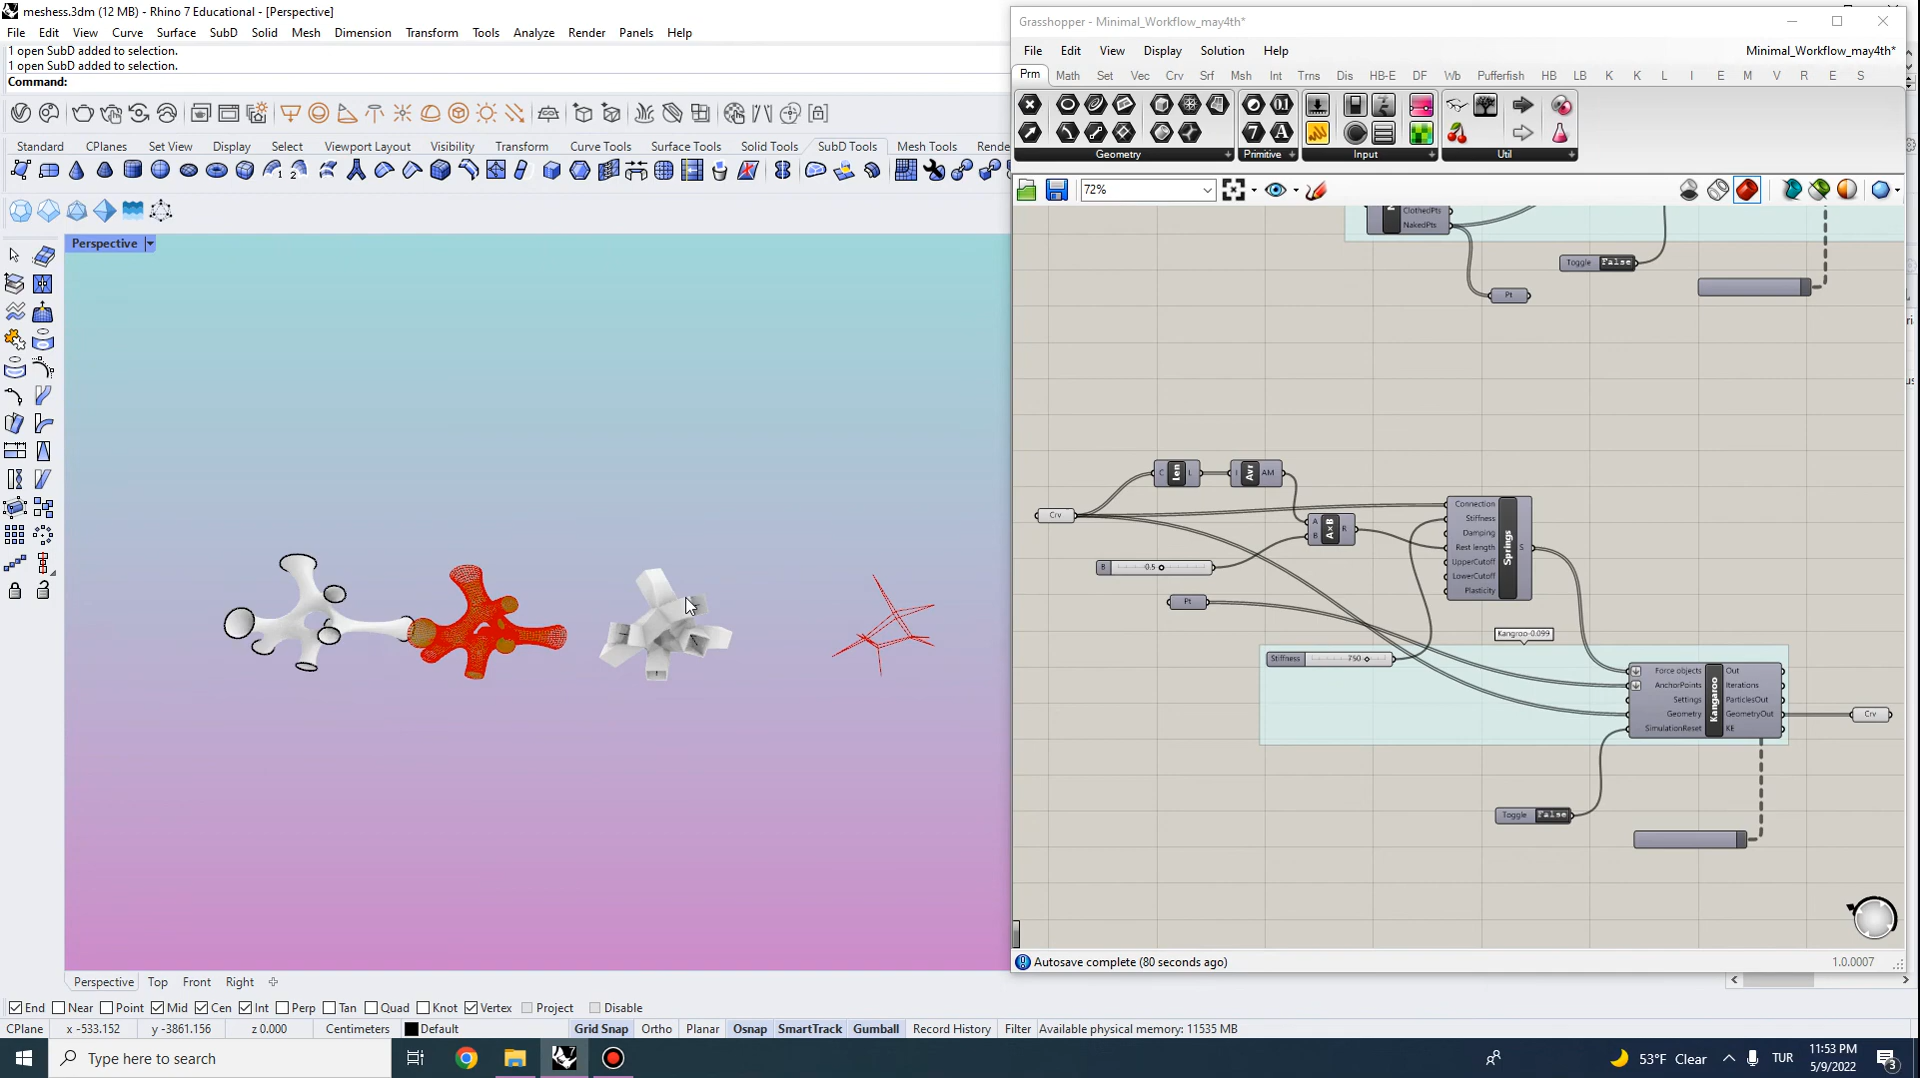 meshess.3dm (12 MB) - Rhino 7 Educational - [Perspective]
File Edit View Curve Surface SubD Solid Mesh Dimension Transform Tools Analyze Render Panels Help
1 open SubD added to selection.
1 open SubD added to selection.
Command:
Standard CPlanes Set View Display Select Viewport Layout Visibility Transform Curve Tools Surface Tools Solid Tools SubD Tools Mesh Tools Rende
Perspective
Perspective Top Front Right
End Near Point Mid Cen Int Perp Tan Quad Knot Vertex Project Disable
CPlane x -533.152 y -3861.156 z 0.000 Centimeters Default Grid Snap Ortho Planar Osnap SmartTrack Gumball Record History Filter Available physical memory: 11535 MB
Grasshopper - Minimal_Workflow_may4th*
File Edit View Display Solution Help Minimal_Workflow_may4th*
Prm Math Set Vec Crv Srf Msh Int Trns Dis HB-E DF Wb Pufferfish HB LB K K L I E M V R E S
Geometry Primitive Input Util
72%
ClothedPts
NakedPts
Toggle False
Pt
C Len L
I Avr AM
Crv
A A×B R
B
B 0.5
Pt
Connection
Stiffness
Damping
Rest length
UpperCutoff
LowerCutoff
Plasticity
Springs
S
Kangroo-0.099
Stiffness 750
Force objects Out
AnchorPoints Iterations
Settings ParticlesOut
Geometry GeometryOut
SimulationReset KE
Kangaroo
Crv
Toggle False
Autosave complete (80 seconds ago) 1.0.0007
Type here to search
53°F Clear TUR
11:53 PM
5/9/2022
3